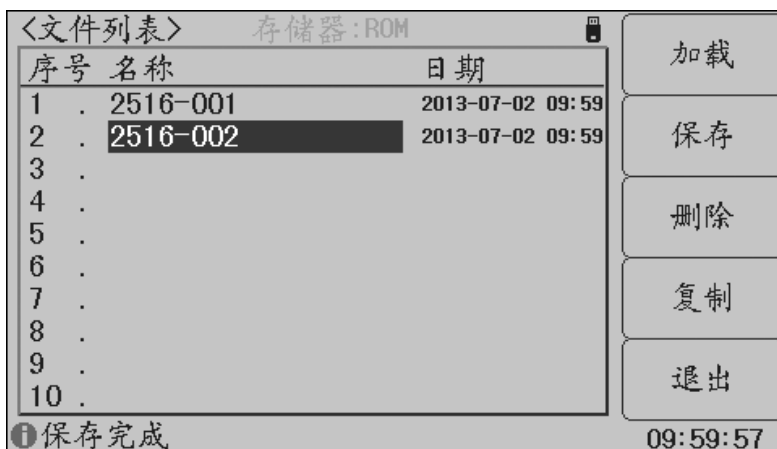 <文件列表> 存储器:ROM
序号 名称 日期
1 . 2516-001 2013-07-02 09:59
2 . 2516-002 2013-07-02 09:59
3 .
4 .
5 .
6 .
7 .
8 .
9 .
10 .
保存完成
加载
保存
删除
复制
退出
09:59:57